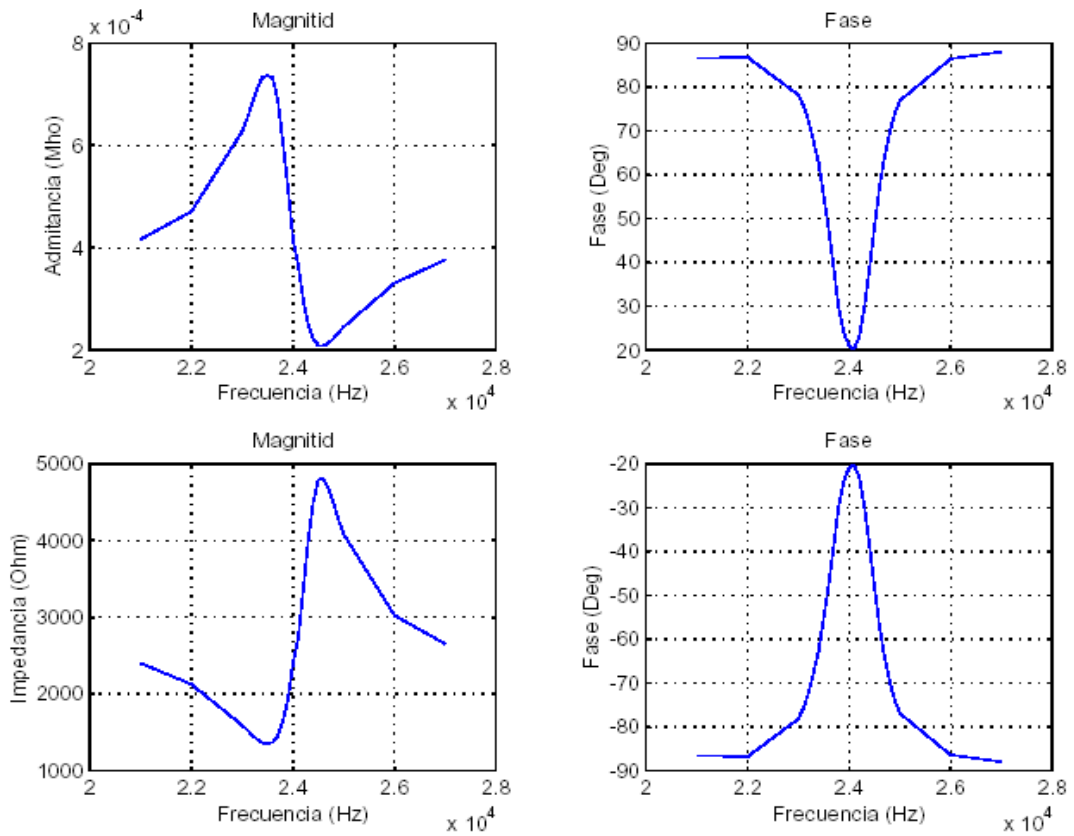 Magnitid
x 10-4
Admitancia (Mho)
8
6
4
2
2 2.2 2.4 2.6 2.8
Frecuencia (Hz)
x 10^4
Fase
Fase (Deg)
90
80
70
60
50
40
30
20
2 2.2 2.4 2.6 2.8
Frecuencia (Hz)
x 10^4
Magnitid
Impedancia (Ohm)
5000
4000
3000
2000
1000
2 2.2 2.4 2.6 2.8
Frecuencia (Hz)
x 10^4
Fase
Fase (Deg)
-20
-30
-40
-50
-60
-70
-80
-90
2 2.2 2.4 2.6 2.8
Frecuencia (Hz)
x 10^4